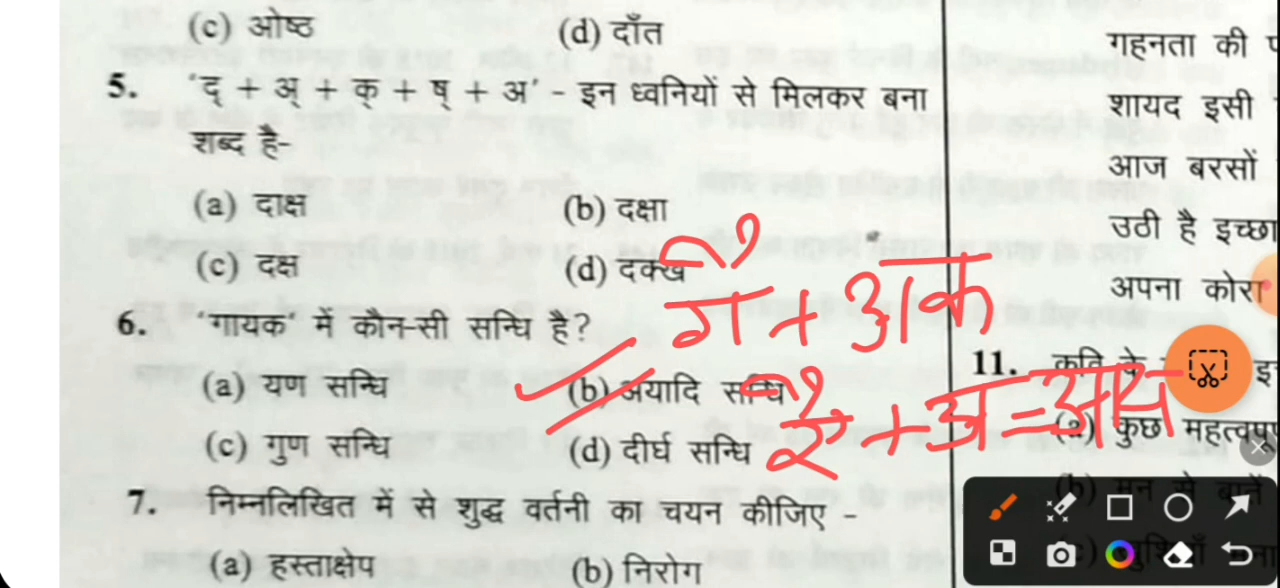 (c) ओष्ठ (d) दाँत
5. 'द् + अ् + क् + ष् + अ' - इन ध्वनियों से मिलकर बना
शब्द है-
(a) दाक्ष (b) दक्षा
(c) दक्ष (d) दक्ख
6. 'गायक' में कौन-सी सन्धि है?
(a) यण सन्धि (b) अयादि सन्धि
(c) गुण सन्धि (d) दीर्घ सन्धि
7. निम्नलिखित में से शुद्ध वर्तनी का चयन कीजिए -
(a) हस्ताक्षेप (b) निरोग
+ अक
+ अ = आय
गहनता की
शायद इसी
आज बरसों
उठी है इच्छा
अपना कोरा
11. कवि के
(a) कुछ महत्वपू
(b) मन से बातें